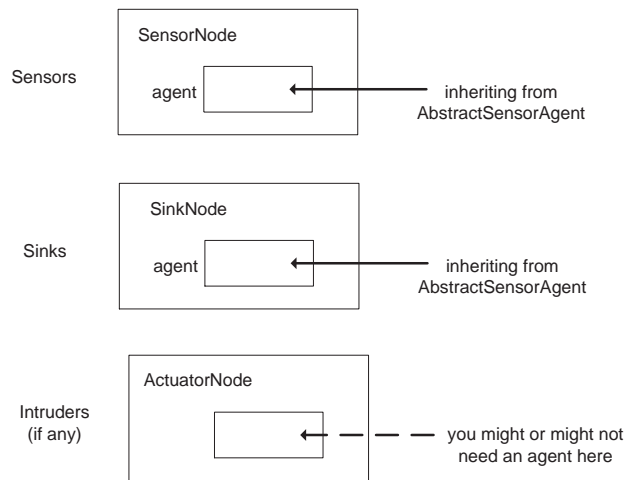 SensorNode
Sensors
agent
inheriting from
AbstractSensorAgent
SinkNode
Sinks
agent
inheriting from
AbstractSensorAgent
ActuatorNode
Intruders
(if any)
you might or might not
need an agent here